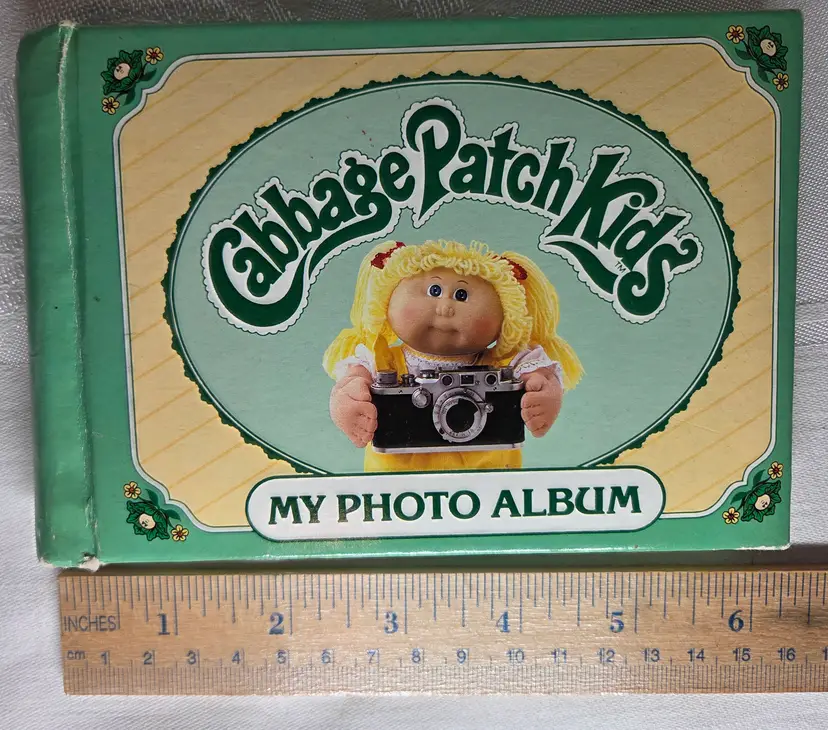 Cabbage Patch Kids™
MY PHOTO ALBUM
INCHES 1 2 3 4 5 6
cm 1 2 3 4 5 6 7 8 9 10 11 12 13 14 15 16